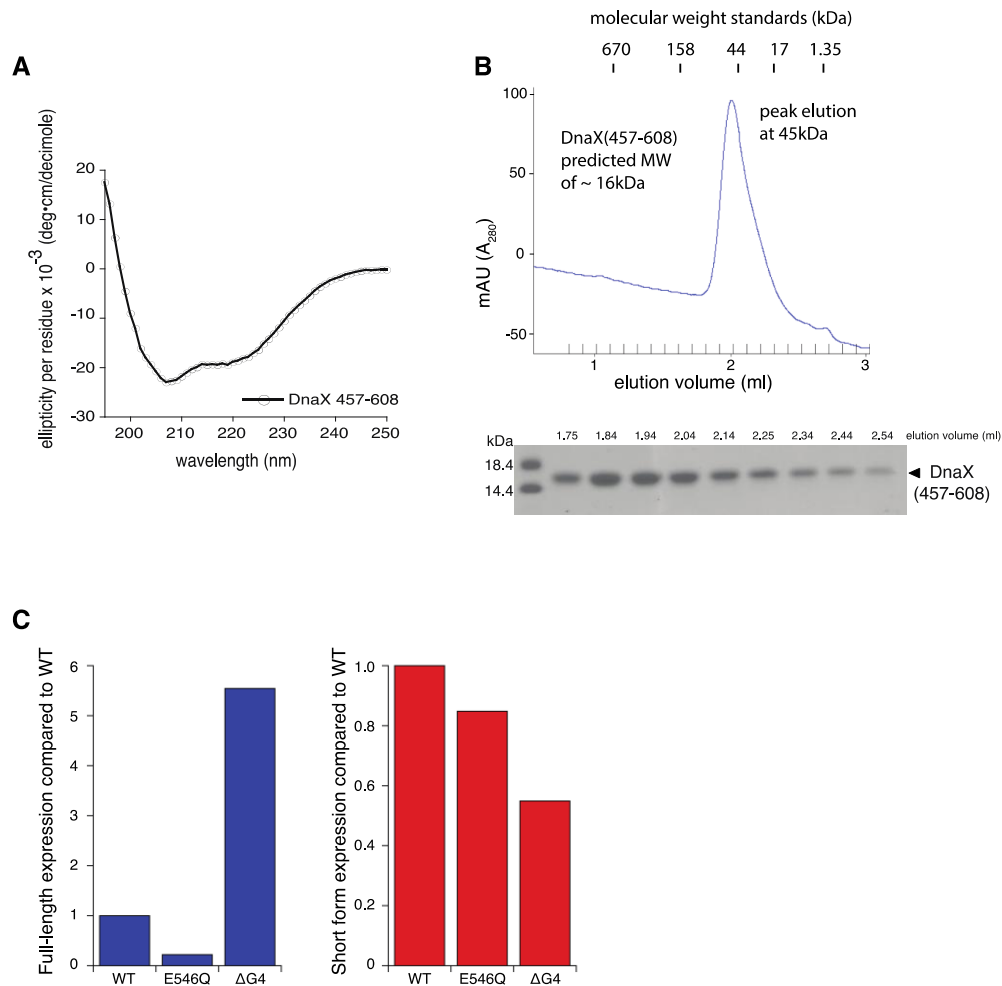 A
20
10
0
-10
-20
-30
ellipticity per residue x 10⁻³ (deg•cm/decimole)
DnaX 457-608
200 210 220 230 240 250
wavelength (nm)
molecular weight standards (kDa)
B
670 158 44 17 1.35
100
50
0
-50
mAU (A₂₈₀)
DnaX(457-608)
predicted MW
of ~ 16kDa
peak elution
at 45kDa
1 2 3
elution volume (ml)
kDa 1.75 1.84 1.94 2.04 2.14 2.25 2.34 2.44 2.54 elution volume (ml)
18.4
14.4
◄ DnaX
(457-608)
C
Full-length expression compared to WT
6
5
4
3
2
1
0
WT E546Q ΔG4
Short form expression compared to WT
1.0
0.8
0.6
0.4
0.2
0
WT E546Q ΔG4